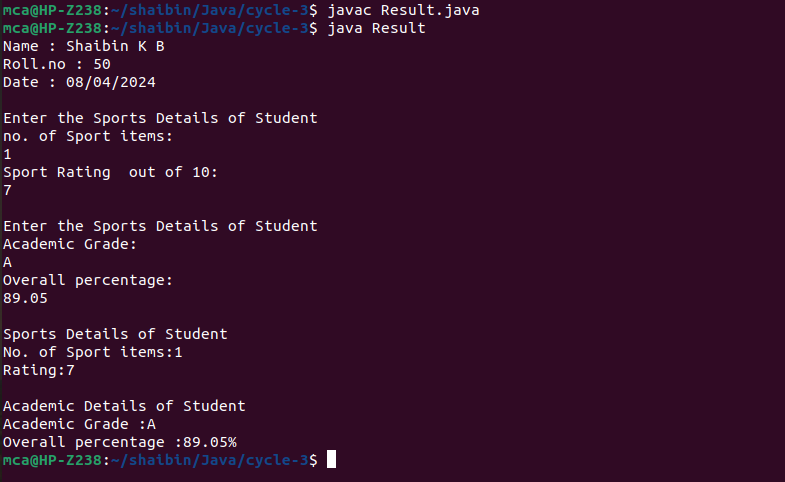 mca@HP-Z238:~/shaibin/Java/cycle-3$ javac Result.java
mca@HP-Z238:~/shaibin/Java/cycle-3$ java Result
Name : Shaibin K B
Roll.no : 50
Date : 08/04/2024
Enter the Sports Details of Student
no. of Sport items:
1
Sport Rating  out of 10:
7
Enter the Sports Details of Student
Academic Grade:
A
Overall percentage:
89.05
Sports Details of Student
No. of Sport items:1
Rating:7
Academic Details of Student
Academic Grade :A
Overall percentage :89.05%
mca@HP-Z238:~/shaibin/Java/cycle-3$